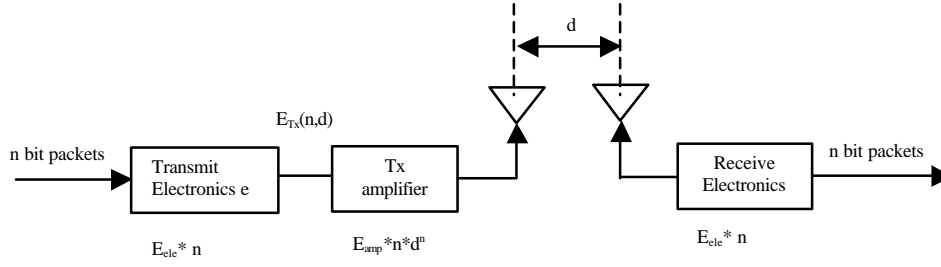 d
E_Tx(n,d)
n bit packets
Transmit
Electronics e
Tx
amplifier
Receive
Electronics
n bit packets
E_ele* n
E_amp*n*d^n
E_ele* n